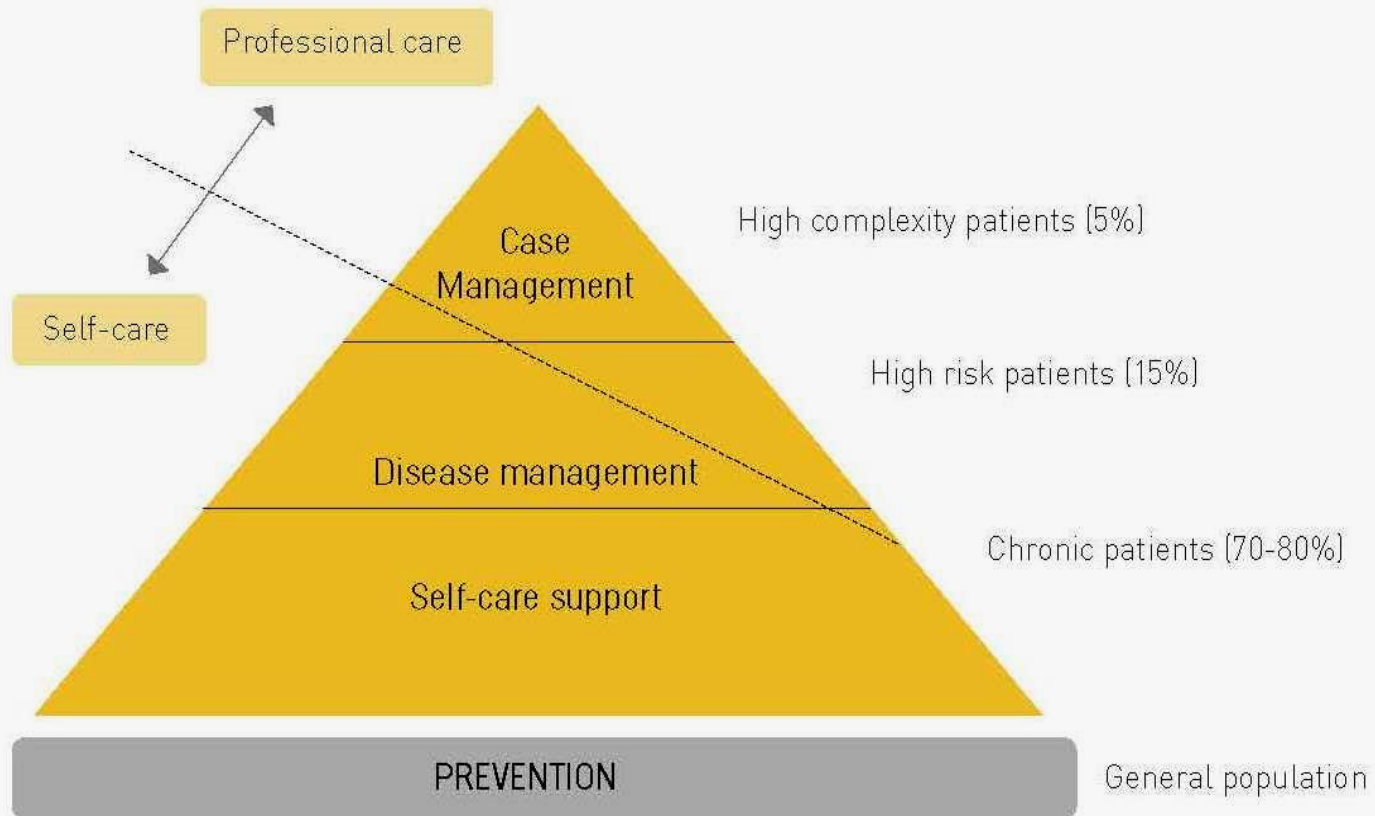 Professional care
Self-care
Case
Management
High complexity patients (5%)
High risk patients (15%)
Disease management
Chronic patients (70-80%)
Self-care support
PREVENTION
General population